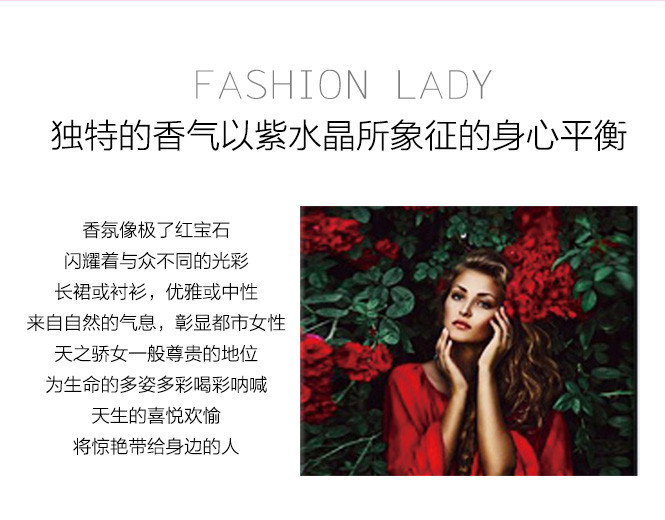 FASHION LADY
独特的香气以紫水晶所象征的身心平衡
香氛像极了红宝石
闪耀着与众不同的光彩
长裙或衬衫，优雅或中性
来自自然的气息，彰显都市女性
天之骄女一般尊贵的地位
为生命的多姿多彩喝彩呐喊
天生的喜悦欢愉
将惊艳带给身边的人